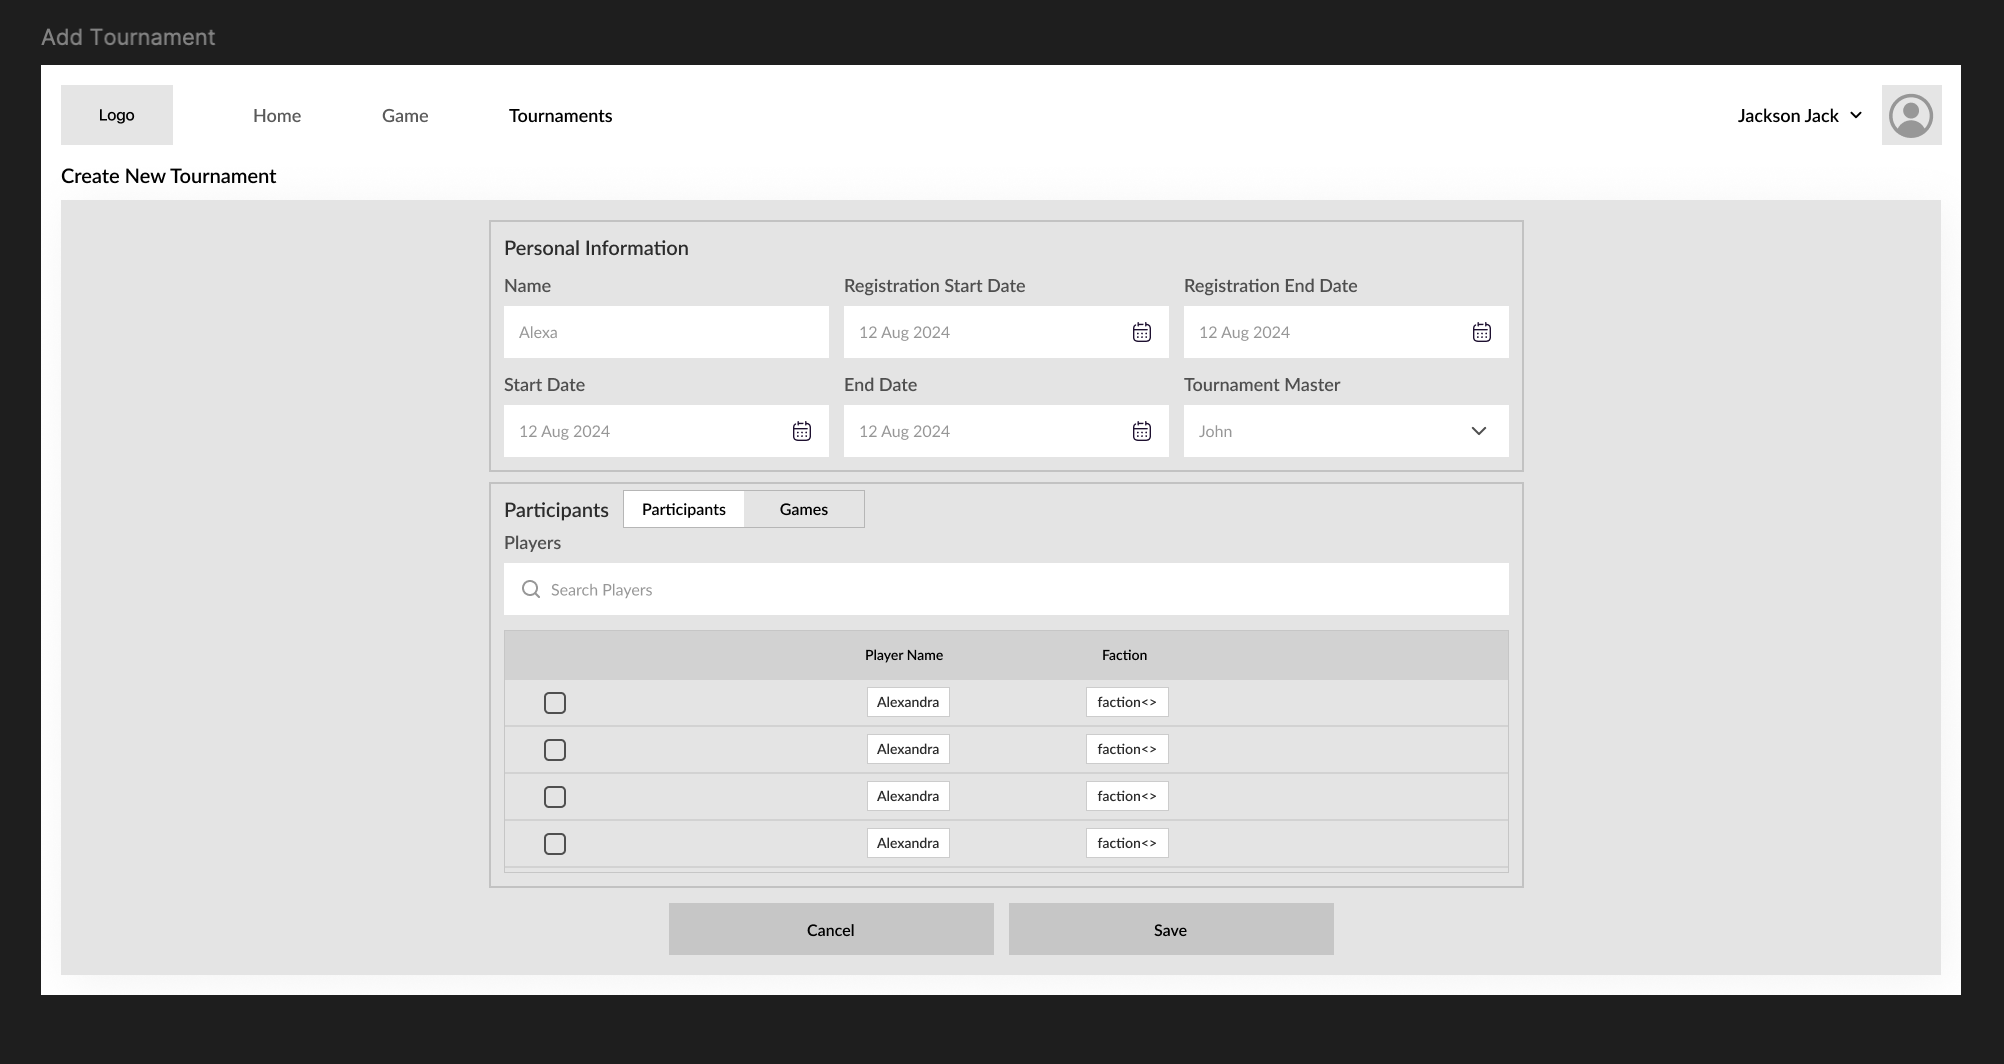 Add Tournament
Logo Home Game Tournaments Jackson Jack
Create New Tournament
Personal Information
Name Registration Start Date Registration End Date
Alexa 12 Aug 2024 12 Aug 2024
Start Date End Date Tournament Master
12 Aug 2024 12 Aug 2024 John
Participants Participants Games
Players
Search Players
Player Name Faction
Alexandra faction<>
Alexandra faction<>
Alexandra faction<>
Alexandra faction<>
Cancel Save